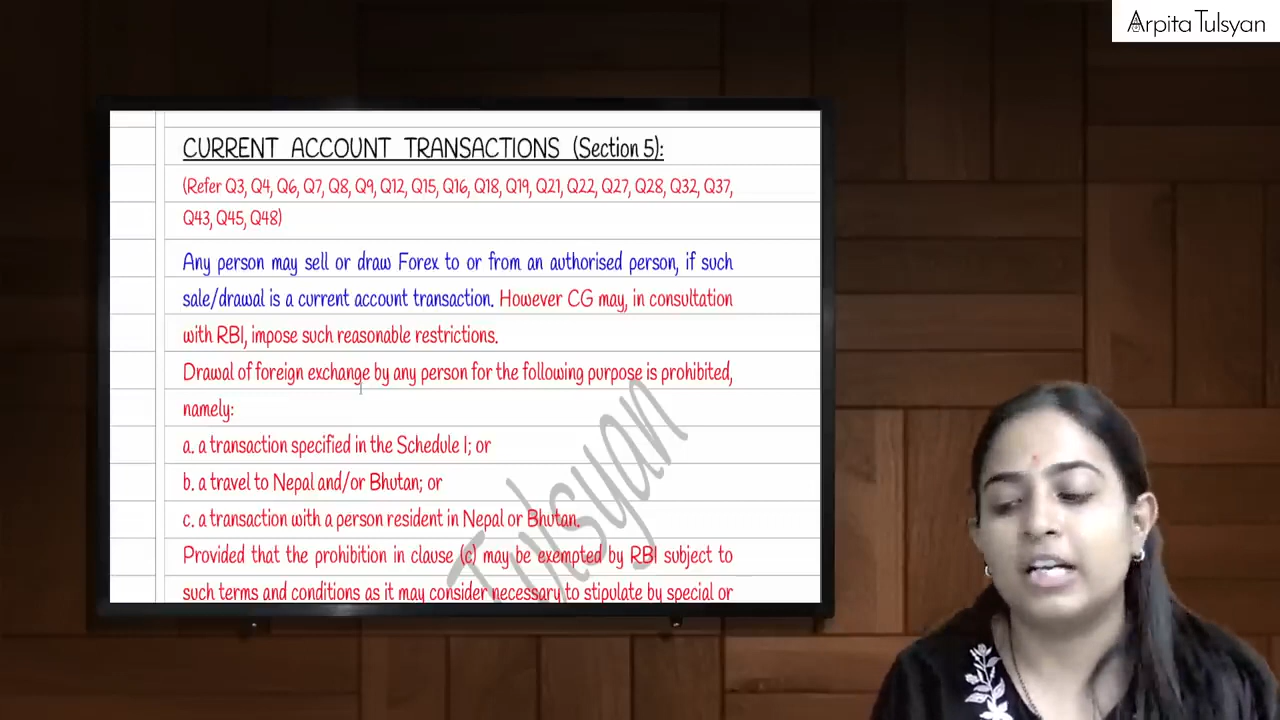 Arpita Tulsyan
CURRENT ACCOUNT TRANSACTIONS (Section 5):
(Refer Q3, Q4, Q6, Q7, Q8, Q9, Q12, Q15, Q16, Q18, Q19, Q21, Q22, Q27, Q28, Q32, Q37,
Q43, Q45, Q48)
Any person may sell or draw Forex to or from an authorised person, if such
sale/drawal is a current account transaction. However CG may, in consultation
with RBI, impose such reasonable restrictions.
Drawal of foreign exchange by any person for the following purpose is prohibited,
namely:
a. a transaction specified in the Schedule I; or
b. a travel to Nepal and/or Bhutan; or
c. a transaction with a person resident in Nepal or Bhutan.
Provided that the prohibition in clause (c) may be exempted by RBI subject to
such terms and conditions as it may consider necessary to stipulate by special or
Tulsyan